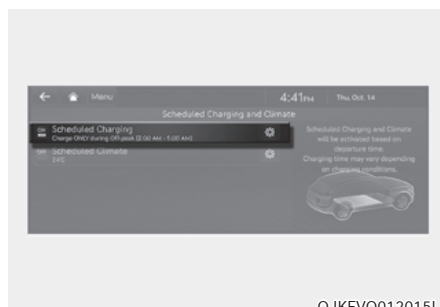 Menu
4:41PM
Thu, Oct. 14
Scheduled Charging and Climate
Scheduled Charging
Charge ONLY during Off-peak (2:00 AM - 5:00 AM)
Scheduled Climate
24°C
Scheduled Charging and Climate
will be activated based on
departure time.
Charging time may vary depending
on charging conditions.